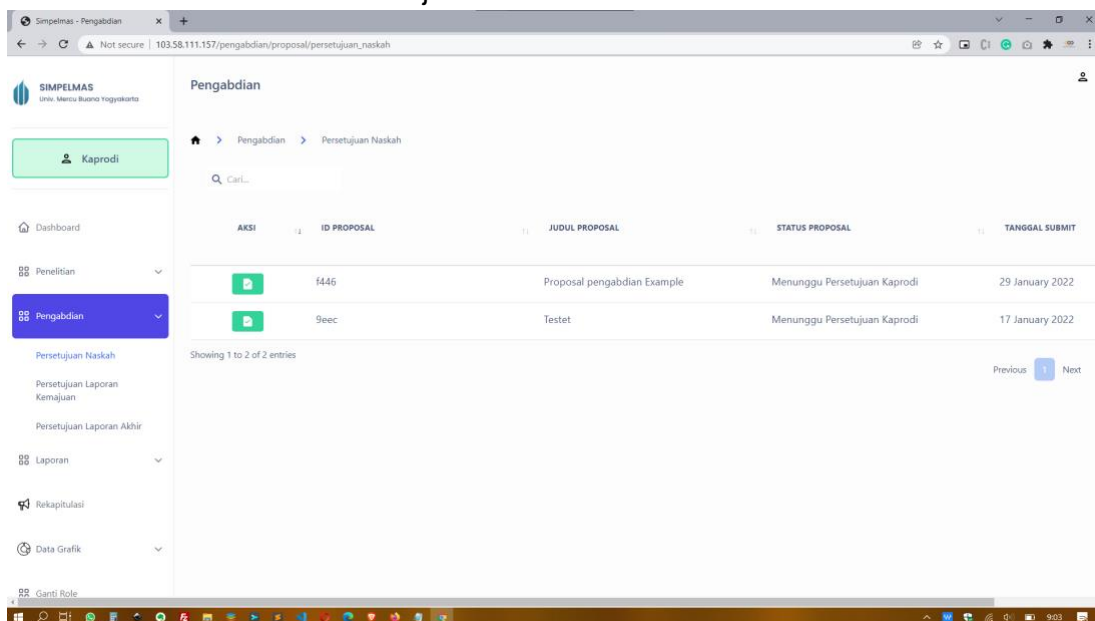 Simpelmas - Pengabdian
Not secure | 103.58.111.157/pengabdian/proposal/persetujuan_naskah
SIMPELMAS
Univ. Mercu Buana Yogyakarta
Kaprodi
Dashboard
Penelitian
Pengabdian
Persetujuan Naskah
Persetujuan Laporan
Kemajuan
Persetujuan Laporan Akhir
Laporan
Rekapitulasi
Data Grafik
Ganti Role
Pengabdian
Pengabdian > Persetujuan Naskah
Cari...
AKSI ID PROPOSAL JUDUL PROPOSAL STATUS PROPOSAL TANGGAL SUBMIT
f446 Proposal pengabdian Example Menunggu Persetujuan Kaprodi 29 January 2022
9eec Testet Menunggu Persetujuan Kaprodi 17 January 2022
Showing 1 to 2 of 2 entries
Previous 1 Next
9:03